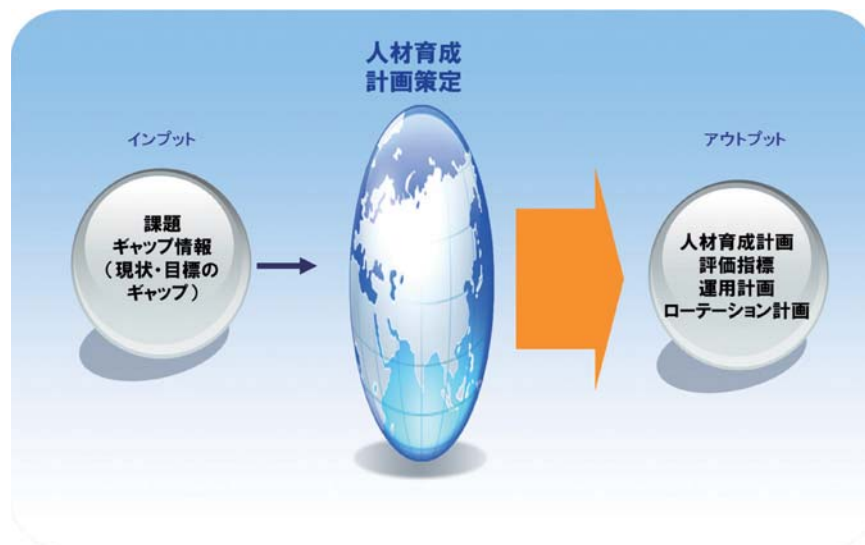 人材育成
計画策定
インプット
アウトプット
課題
ギャップ情報
（現状・目標の
ギャップ）
人材育成計画
評価指標
運用計画
ローテーション計画